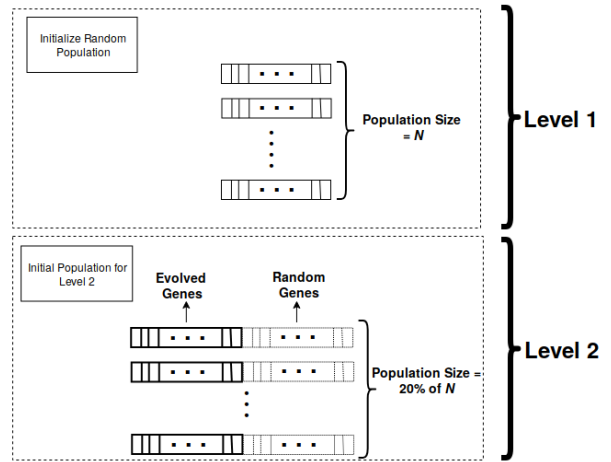 Initialize Random
Population
Population Size
= N
Level 1
Initial Population for
Level 2
Evolved
Genes
Random
Genes
Population Size =
20% of N
Level 2